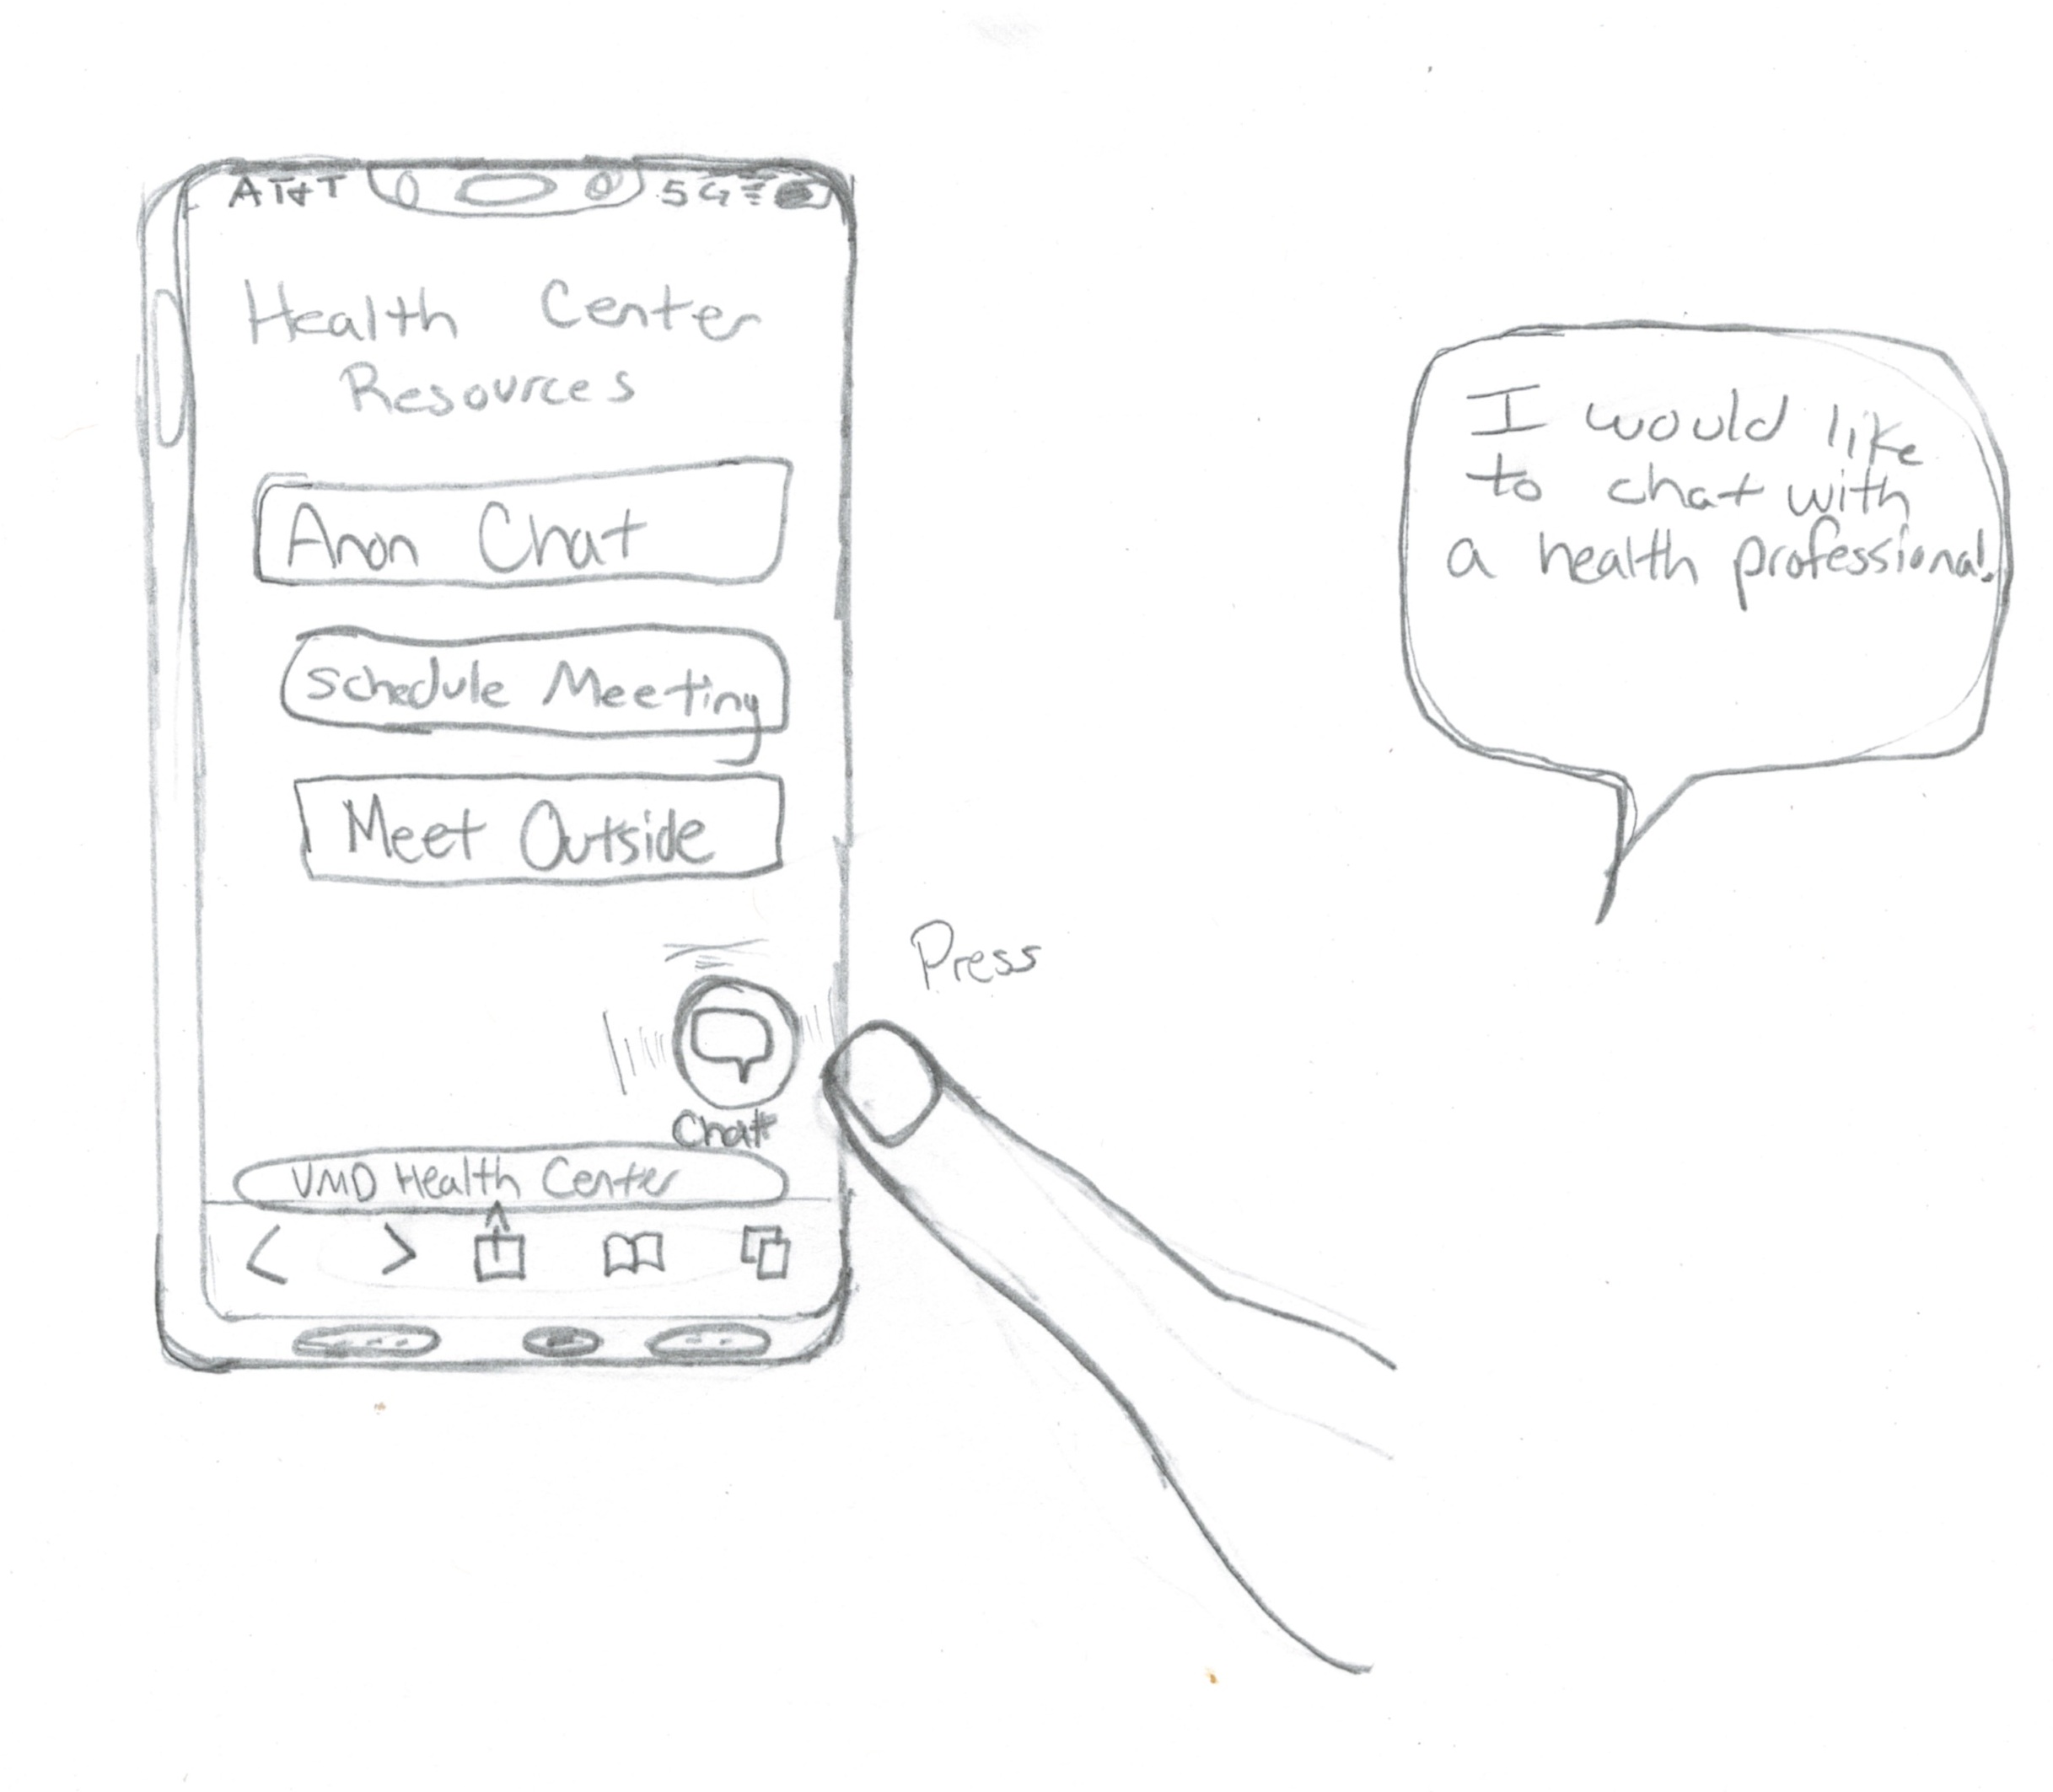 AT&T 5G
Health Center
Resources
Anon Chat
Schedule Meeting
Meet Outside
Chat
UMD Health Center
Press
I would like
to chat with
a health professional.